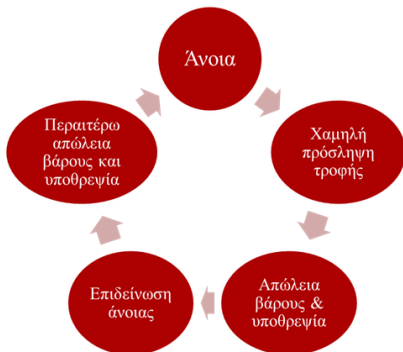 Άνοια
Χαμηλή
πρόσληψη
τροφής
Απώλεια
βάρους &
υποθρεψία
Επιδείνωση
άνοιας
Περαιτέρω
απώλεια
βάρους και
υποθρεψία